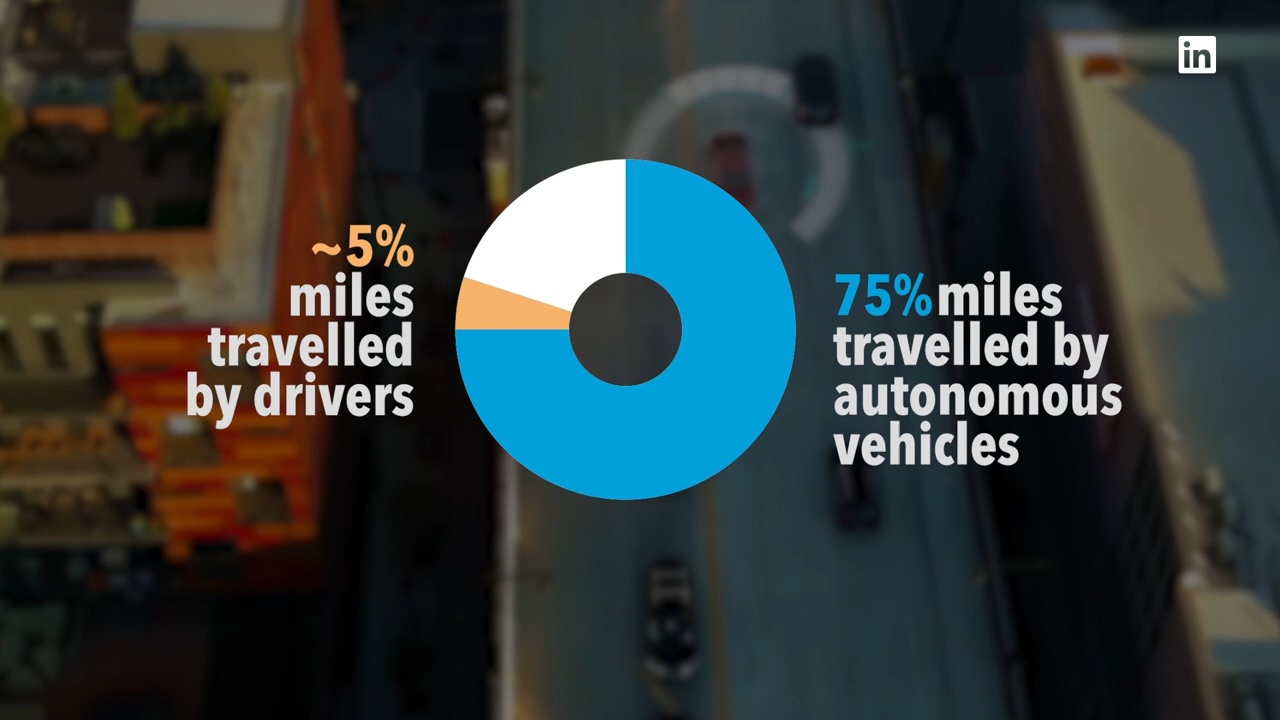 ~5%
miles
travelled
by drivers
75% miles
travelled by
autonomous
vehicles
in